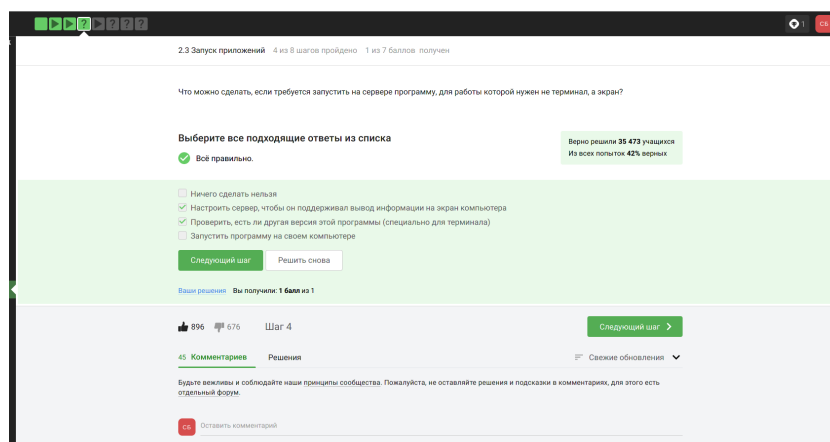 1
СБ
2.3 Запуск приложений 4 из 8 шагов пройдено 1 из 7 баллов получен
Что можно сделать, если требуется запустить на сервере программу, для работы которой нужен не терминал, а экран?
Выберите все подходящие ответы из списка
Всё правильно.
Верно решили 35 473 учащихся
Из всех попыток 42% верных
Ничего сделать нельзя
Настроить сервер, чтобы он поддерживал вывод информации на экран компьютера
Проверить, есть ли другая версия этой программы (специально для терминала)
Запустить программу на своем компьютере
Следующий шаг Решить снова
Ваши решения Вы получили: 1 балл из 1
896 676 Шаг 4 Следующий шаг
45 Комментариев Решения Свежие обновления
Будьте вежливы и соблюдайте наши принципы сообщества. Пожалуйста, не оставляйте решения и подсказки в комментариях, для этого есть
отдельный форум.
СБ Оставить комментарий